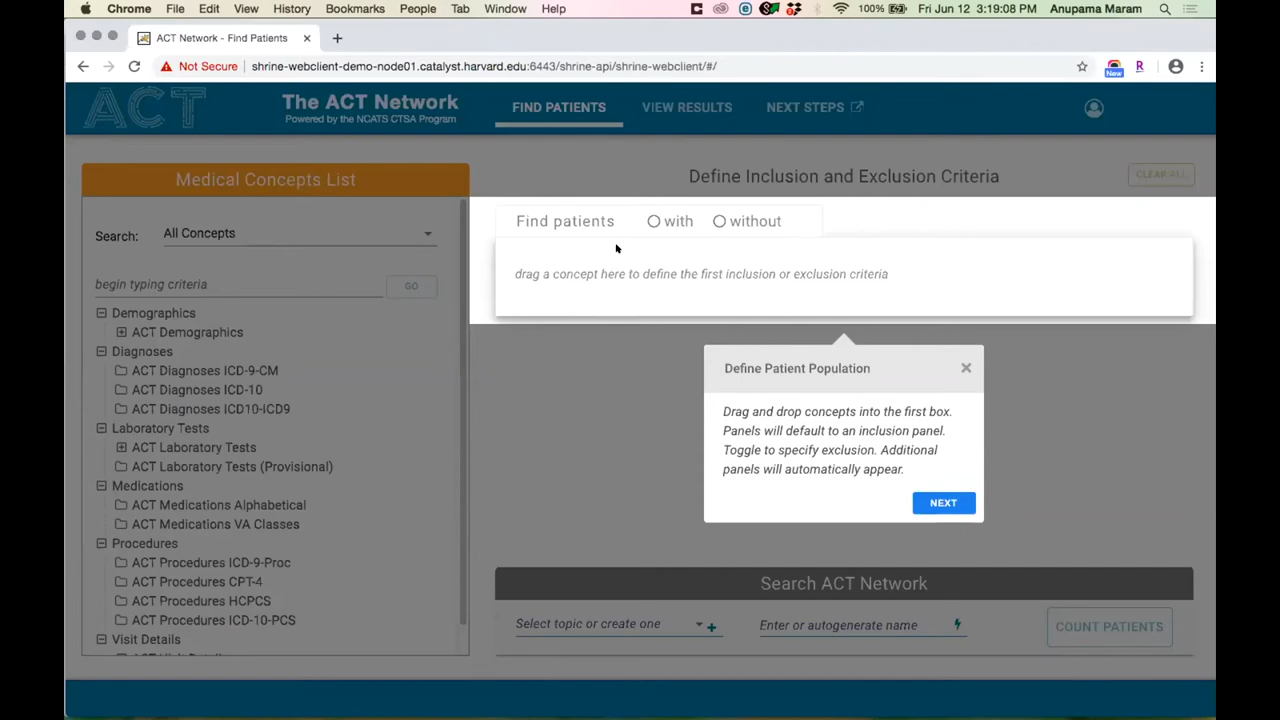 Chrome File Edit View History Bookmarks People Tab Window Help 100% Fri Jun 12 3:19:08 PM Anupama Maram
ACT Network - Find Patients
Not Secure shrine-webclient-demo-node01.catalyst.harvard.edu:6443/shrine-api/shrine-webclient/#/
New
ACT
The ACT Network
Powered by the NCATS CTSA Program
FIND PATIENTS VIEW RESULTS NEXT STEPS
Medical Concepts List
Search: All Concepts
begin typing criteria GO
Demographics
ACT Demographics
Diagnoses
ACT Diagnoses ICD-9-CM
ACT Diagnoses ICD-10
ACT Diagnoses ICD10-ICD9
Laboratory Tests
ACT Laboratory Tests
ACT Laboratory Tests (Provisional)
Medications
ACT Medications Alphabetical
ACT Medications VA Classes
Procedures
ACT Procedures ICD-9-Proc
ACT Procedures CPT-4
ACT Procedures HCPCS
ACT Procedures ICD-10-PCS
Visit Details
Define Inclusion and Exclusion Criteria CLEAR ALL
Find patients with without
drag a concept here to define the first inclusion or exclusion criteria
Define Patient Population
Drag and drop concepts into the first box.
Panels will default to an inclusion panel.
Toggle to specify exclusion. Additional
panels will automatically appear.
NEXT
Search ACT Network
Select topic or create one Enter or autogenerate name COUNT PATIENTS